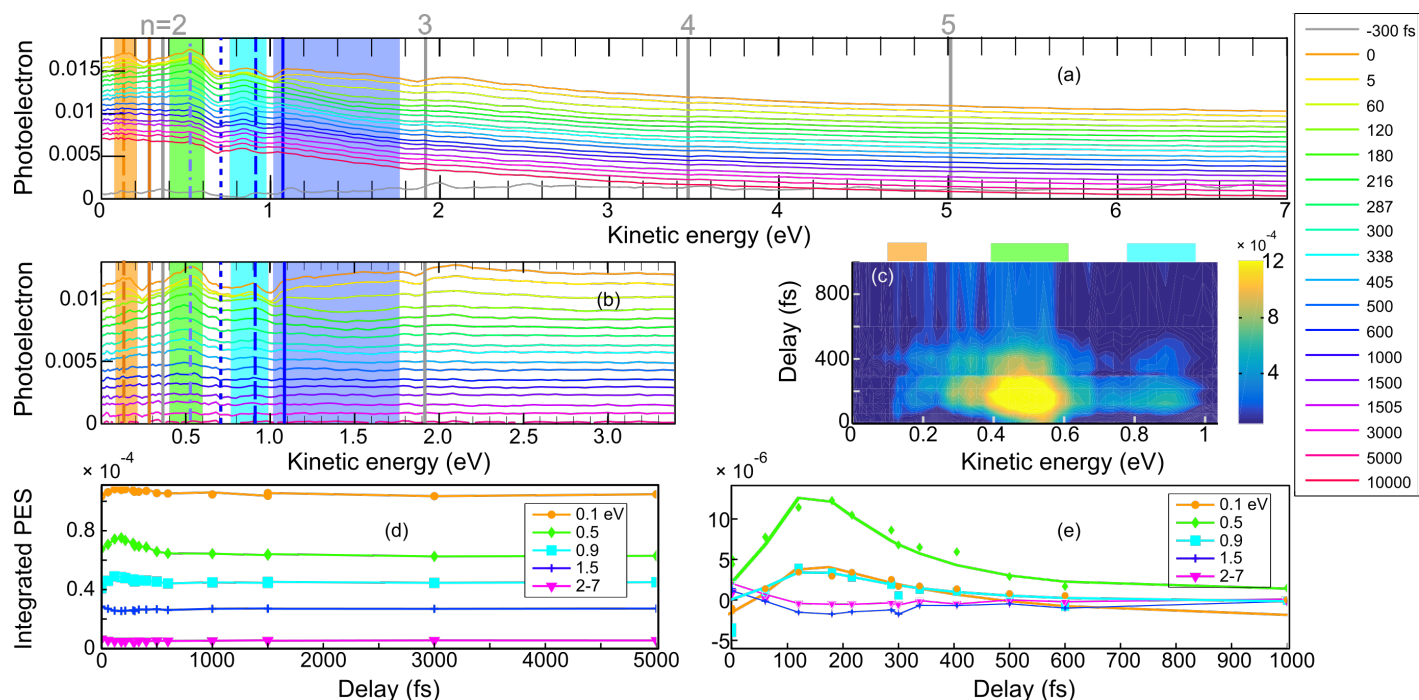 n=2 3 4 5
(a)
Photoelectron
0.015
0.01
0.005
0
0 1 2 3 4 5 6 7
Kinetic energy (eV)
-300 fs
0
5
60
120
180
216
287
300
338
405
500
600
1000
1500
1505
3000
5000
10000
(b)
Photoelectron
0.01
0.005
0
0.5 1.0 1.5 2.0 2.5 3.0
Kinetic energy (eV)
(c)
Delay (fs)
800
400
0
0 0.2 0.4 0.6 0.8 1
Kinetic energy (eV)
× 10⁻⁴
12
8
4
× 10⁻⁴
Integrated PES
0.8
0.4
0
(d)
0.1 eV
0.5
0.9
1.5
2-7
0 1000 2000 3000 4000 5000
Delay (fs)
× 10⁻⁶
10
5
0
-5
(e)
0.1 eV
0.5
0.9
1.5
2-7
0 100 200 300 400 500 600 700 800 900 1000
Delay (fs)